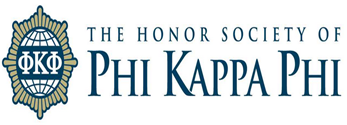 ΦΚΦ
THE HONOR SOCIETY OF
PHI KAPPA PHI